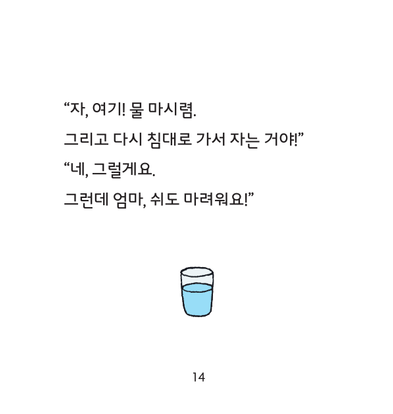 “자, 여기! 물 마시렴.
그리고 다시 침대로 가서 자는 거야!”
“네, 그럴게요.
그런데 엄마, 쉬도 마려워요!”
14